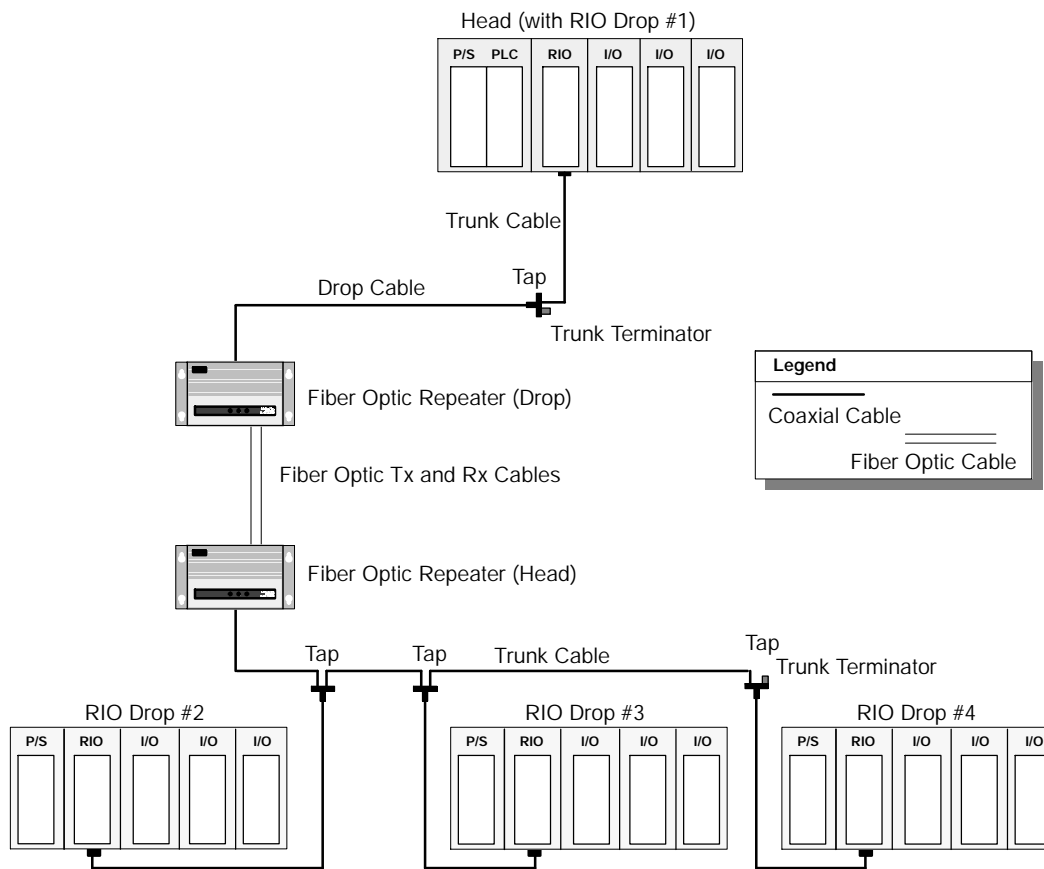 Head (with RIO Drop #1)
P/S PLC RIO I/O I/O I/O
Trunk Cable
Tap
Drop Cable
Trunk Terminator
Fiber Optic Repeater (Drop)
Legend
Coaxial Cable
Fiber Optic Cable
Fiber Optic Tx and Rx Cables
Fiber Optic Repeater (Head)
Tap Tap Trunk Cable Tap
Trunk Terminator
RIO Drop #2 RIO Drop #3 RIO Drop #4
P/S RIO I/O I/O I/O P/S RIO I/O I/O I/O P/S RIO I/O I/O I/O